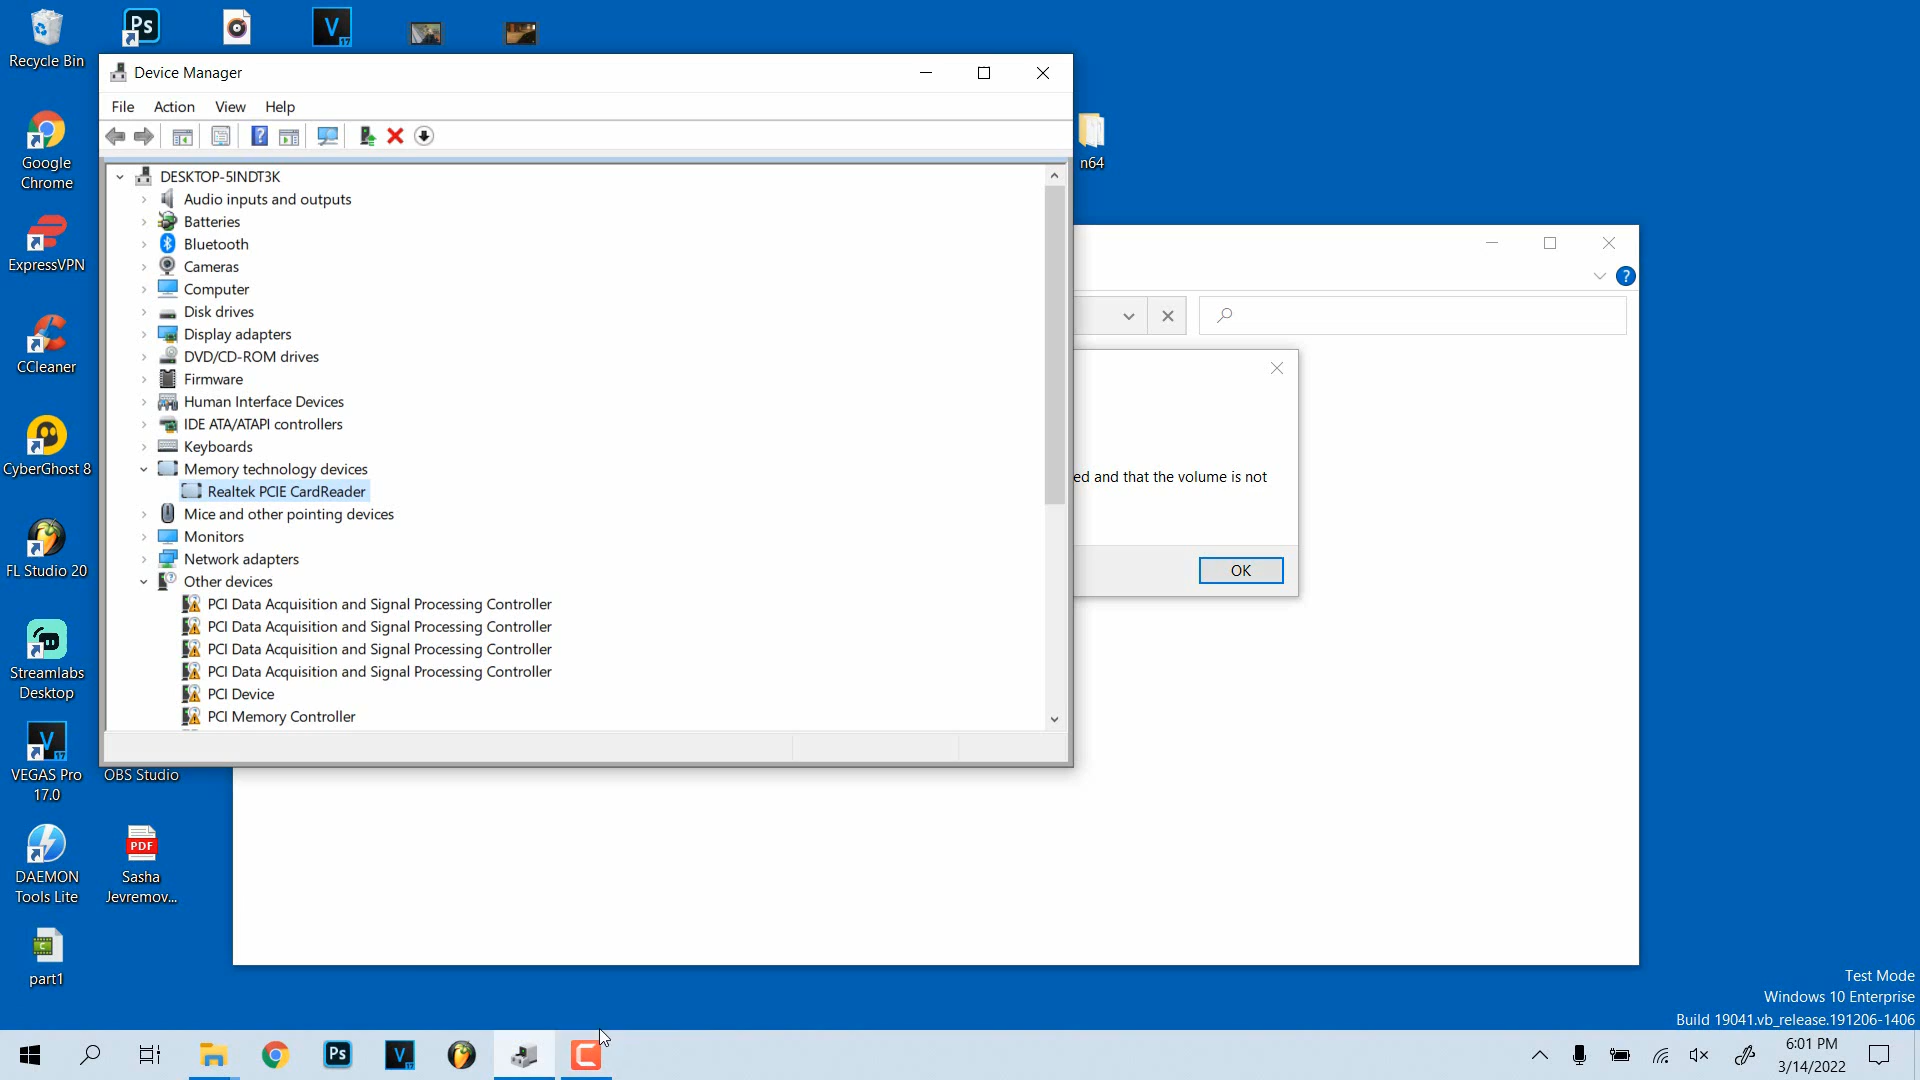 Recycle Bin
Ps
V
17
Device Manager
File Action View Help
DESKTOP-5INDT3K
Audio inputs and outputs
Batteries
Bluetooth
Cameras
Computer
Disk drives
Display adapters
DVD/CD-ROM drives
Firmware
Human Interface Devices
IDE ATA/ATAPI controllers
Keyboards
Memory technology devices
Realtek PCIE CardReader
Mice and other pointing devices
Monitors
Network adapters
Other devices
PCI Data Acquisition and Signal Processing Controller
PCI Data Acquisition and Signal Processing Controller
PCI Data Acquisition and Signal Processing Controller
PCI Data Acquisition and Signal Processing Controller
PCI Device
PCI Memory Controller
Google
Chrome
ExpressVPN
CCleaner
CyberGhost 8
FL Studio 20
Streamlabs
Desktop
V
17
VEGAS Pro
17.0
OBS Studio
DAEMON
Tools Lite
PDF
Sasha
Jevremov...
C
part1
n64
?
ed and that the volume is not
OK
Test Mode
Windows 10 Enterprise
Build 19041.vb_release.191206-1406
Ps
V
17
C
6:01 PM
3/14/2022